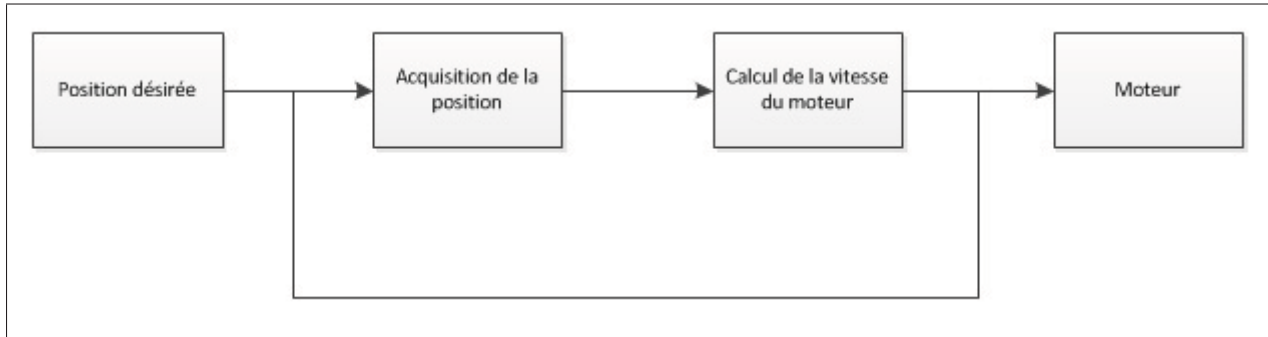 Position désirée
Acquisition de la
position
Calcul de la vitesse
du moteur
Moteur